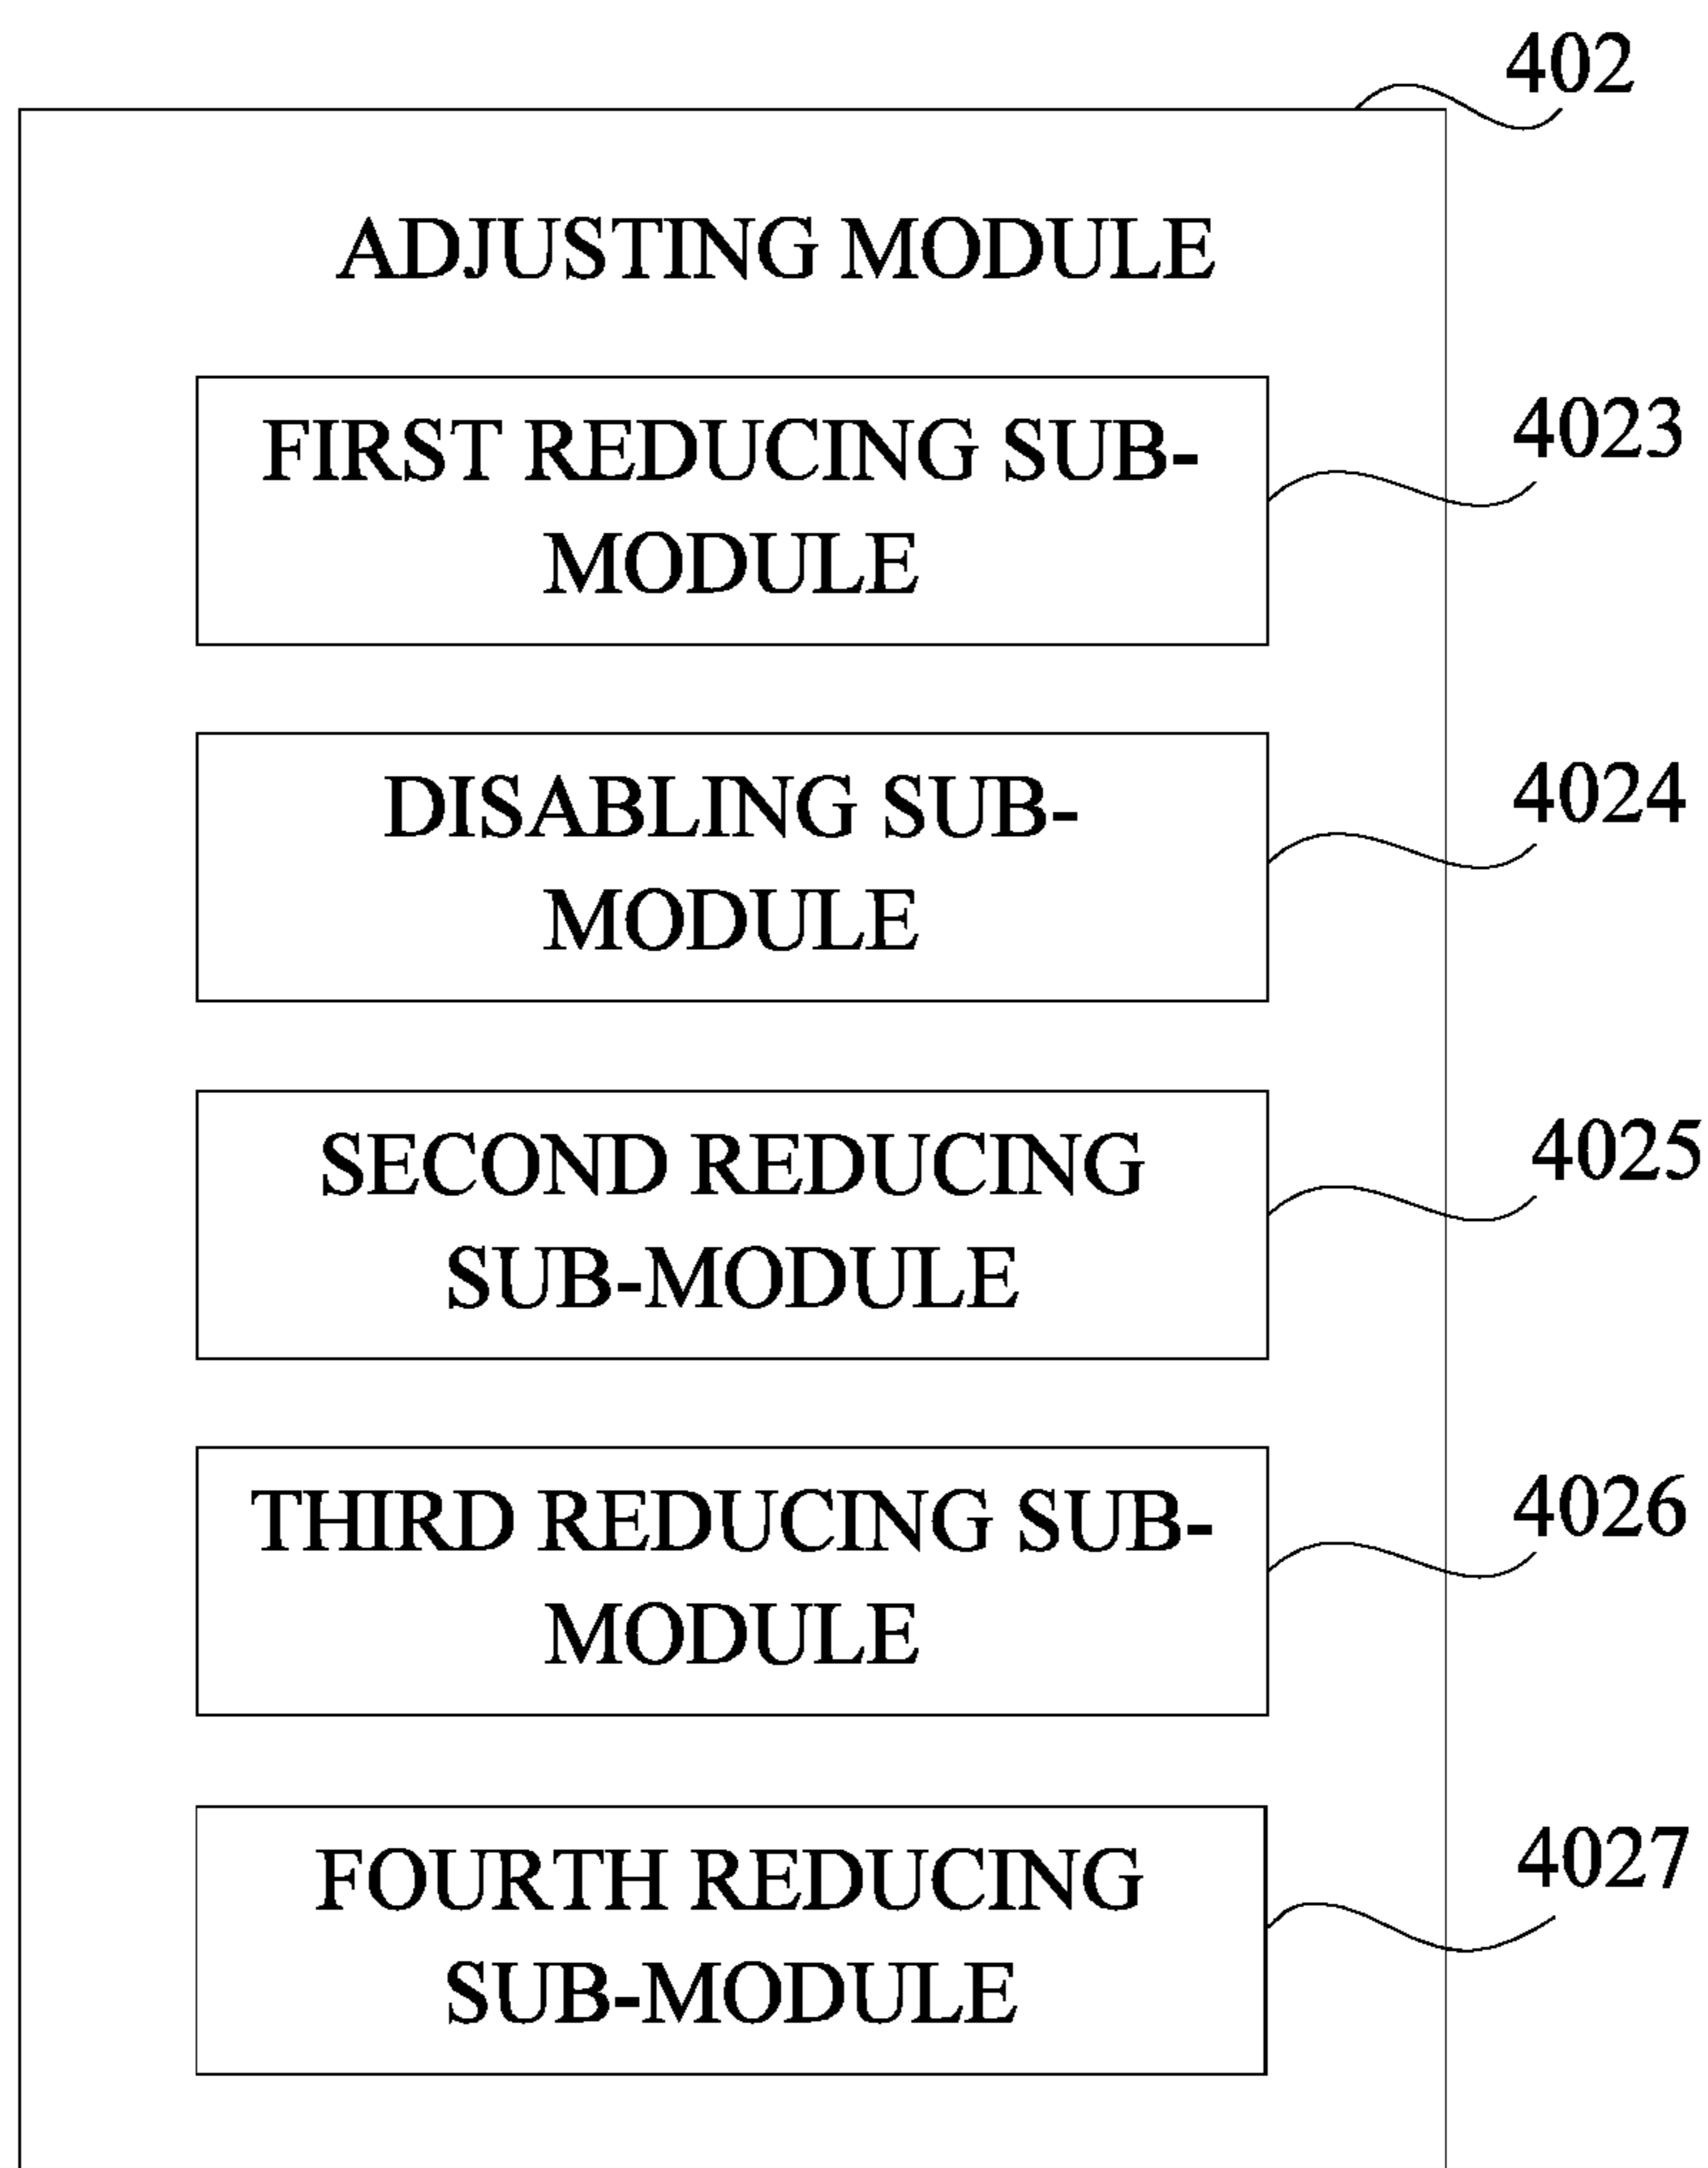 402
ADJUSTING MODULE
FIRST REDUCING SUB-
MODULE
4023
DISABLING SUB-
MODULE
4024
SECOND REDUCING
SUB-MODULE
4025
THIRD REDUCING SUB-
MODULE
4026
FOURTH REDUCING
SUB-MODULE
4027